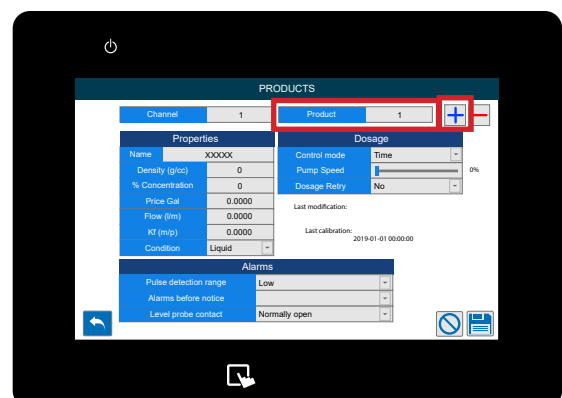 PRODUCTS
Channel 1 Product 1
Properties
Name XXXXX
Density (g/cc) 0
% Concentration 0
Price Gal 0.0000
Flow (l/m) 0.0000
Kf (m/p) 0.0000
Condition Liquid
Dosage
Control mode Time
Pump Speed 0%
Dosage Retry No
Last modification:
Last calibration:
2019-01-01 00:00:00
Alarms
Pulse detection range Low
Alarms before notice
Level probe contact Normally open